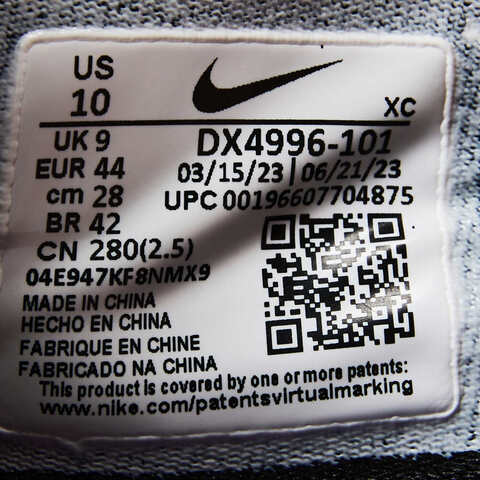 US
10
XC
UK 9
DX4996-101
EUR 44
03/15/23 | 06/21/23
cm 28
UPC 00196607704875
BR 42
CN 280(2.5)
04E947KF8NMX9
MADE IN CHINA
HECHO EN CHINA
FABRIQUE EN CHINE
FABRICADO NA CHINA
This product is covered by one or more patents:
www.nike.com/patentsvirtualmarking